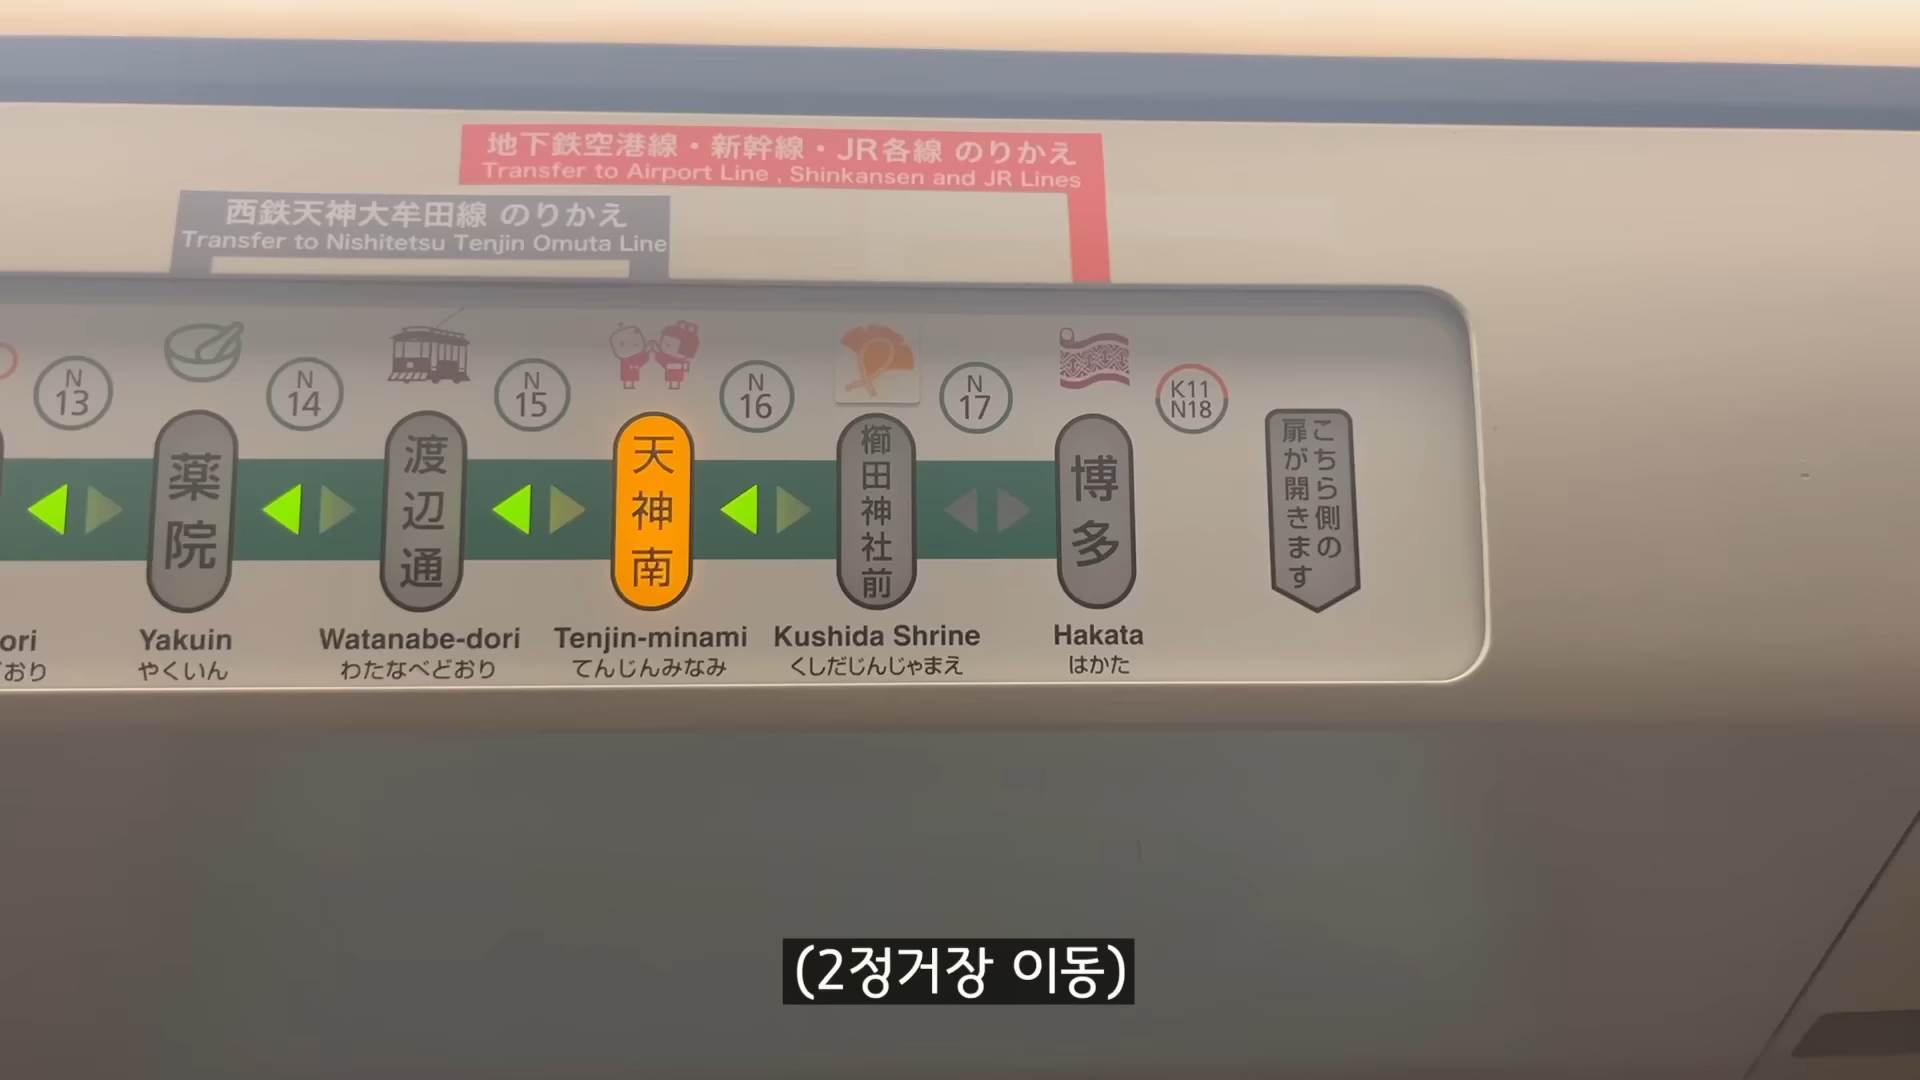 地下鉄空港線・新幹線・JR各線 のりかえ
Transfer to Airport Line , Shinkansen and JR Lines
西鉄天神大牟田線 のりかえ
Transfer to Nishitetsu Tenjin Omuta Line
N
13
N
14
N
15
N
16
N
17
K11
N18
薬院
渡辺通
天神南
櫛田神社前
博多
こちら側の
扉が開きます
ori
おり
Yakuin
やくいん
Watanabe-dori
わたなべどおり
Tenjin-minami
てんじんみなみ
Kushida Shrine
くしだじんじゃまえ
Hakata
はかた
(2정거장 이동)